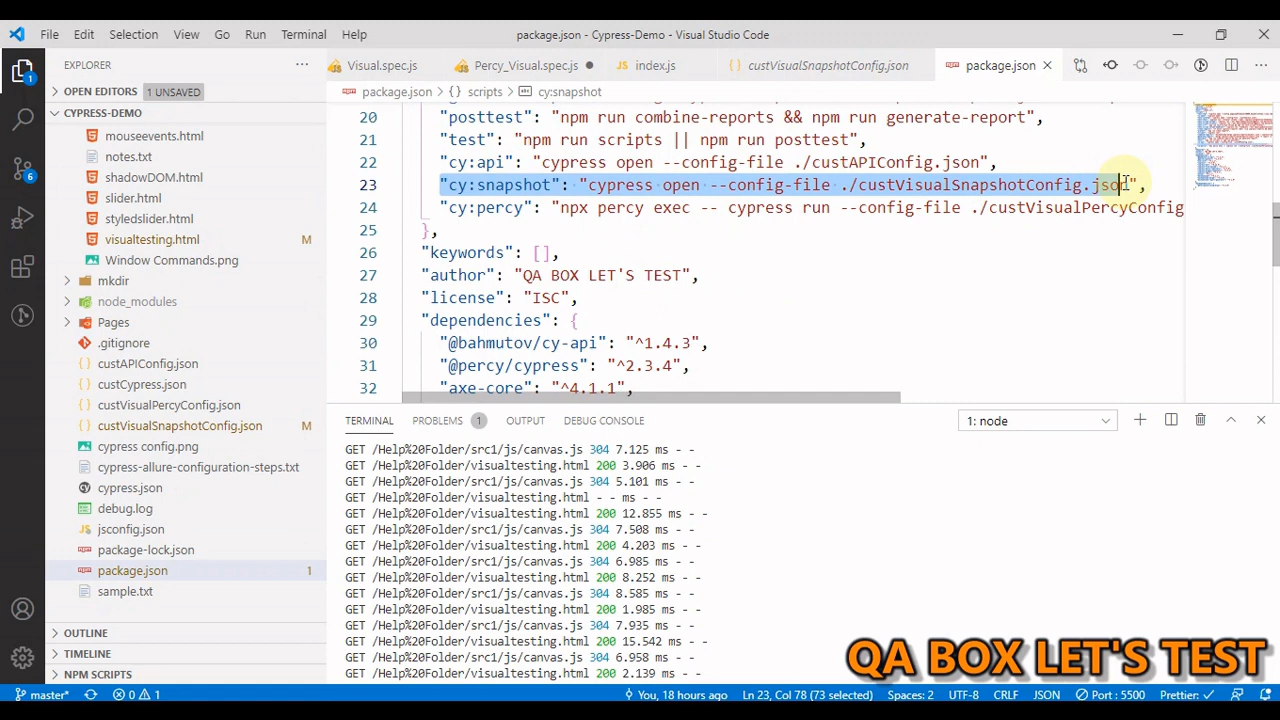 File Edit Selection View Go Run Terminal Help package.json - Cypress-Demo - Visual Studio Code
EXPLORER
Visual.spec.js Percy_Visual.spec.js index.js custVisualSnapshotConfig.json package.json
OPEN EDITORS 1 UNSAVED
package.json > scripts > cy:snapshot
CYPRESS-DEMO
mouseevents.html
notes.txt
shadowDOM.html
slider.html
styledslider.html
visualtesting.html M
Window Commands.png
mkdir
node_modules
Pages
.gitignore
custAPIConfig.json
custCypress.json
custVisualPercyConfig.json
custVisualSnapshotConfig.json M
cypress config.png
cypress-allure-configuration-steps.txt
cypress.json
debug.log
jsconfig.json
package-lock.json
package.json 1
sample.txt
OUTLINE
TIMELINE
NPM SCRIPTS
1
6
20 "posttest": "npm run combine-reports && npm run generate-report",
21 "test": "npm run scripts || npm run posttest",
22 "cy:api": "cypress open --config-file ./custAPIConfig.json",
23 "cy:snapshot": "cypress open --config-file ./custVisualSnapshotConfig.json",
24 "cy:percy": "npx percy exec -- cypress run --config-file ./custVisualPercyConfig
25 },
26 "keywords": [],
27 "author": "QA BOX LET'S TEST",
28 "license": "ISC",
29 "dependencies": {
30 "@bahmutov/cy-api": "^1.4.3",
31 "@percy/cypress": "^2.3.4",
32 "axe-core": "^4.1.1",
TERMINAL PROBLEMS 1 OUTPUT DEBUG CONSOLE 1: node
GET /Help%20Folder/src1/js/canvas.js 304 7.125 ms - -
GET /Help%20Folder/visualtesting.html 200 3.906 ms - -
GET /Help%20Folder/src1/js/canvas.js 304 5.101 ms - -
GET /Help%20Folder/visualtesting.html - - ms - -
GET /Help%20Folder/visualtesting.html 200 12.855 ms - -
GET /Help%20Folder/src1/js/canvas.js 304 7.508 ms - -
GET /Help%20Folder/visualtesting.html 200 4.203 ms - -
GET /Help%20Folder/src1/js/canvas.js 304 6.985 ms - -
GET /Help%20Folder/visualtesting.html 200 8.252 ms - -
GET /Help%20Folder/src1/js/canvas.js 304 8.585 ms - -
GET /Help%20Folder/visualtesting.html 200 1.985 ms - -
GET /Help%20Folder/src1/js/canvas.js 304 7.935 ms - -
GET /Help%20Folder/visualtesting.html 200 15.542 ms - -
GET /Help%20Folder/src1/js/canvas.js 304 6.958 ms - -
GET /Help%20Folder/visualtesting.html 200 2.139 ms - -
QA BOX LET'S TEST
master* 0 1 You, 18 hours ago Ln 23, Col 78 (73 selected) Spaces: 2 UTF-8 CRLF JSON Port : 5500 Prettier: ✓